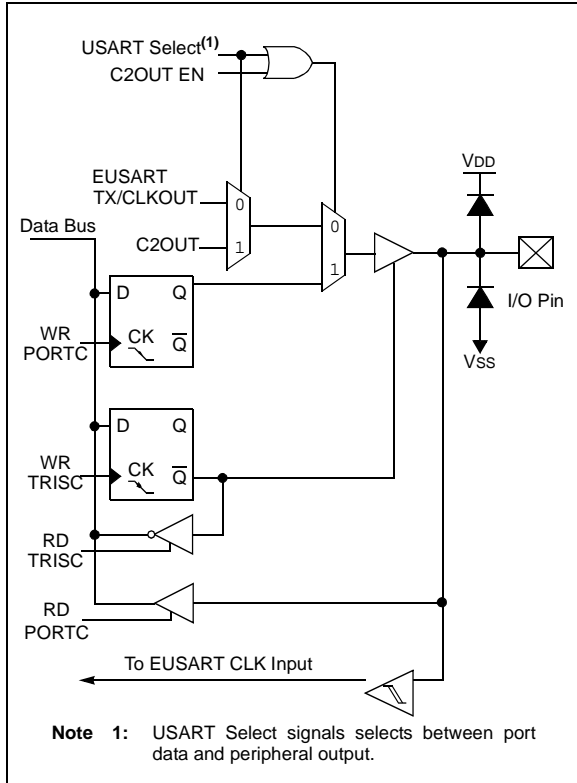 USART Select(1)
C2OUT EN
EUSART
TX/CLKOUT
0
VDD
Data Bus
C2OUT
1
0
1
I/O Pin
VSS
D Q
WR
PORTC
CK Q
D Q
WR
TRISC
CK Q
RD
TRISC
RD
PORTC
To EUSART CLK Input
Note 1: USART Select signals selects between port
data and peripheral output.